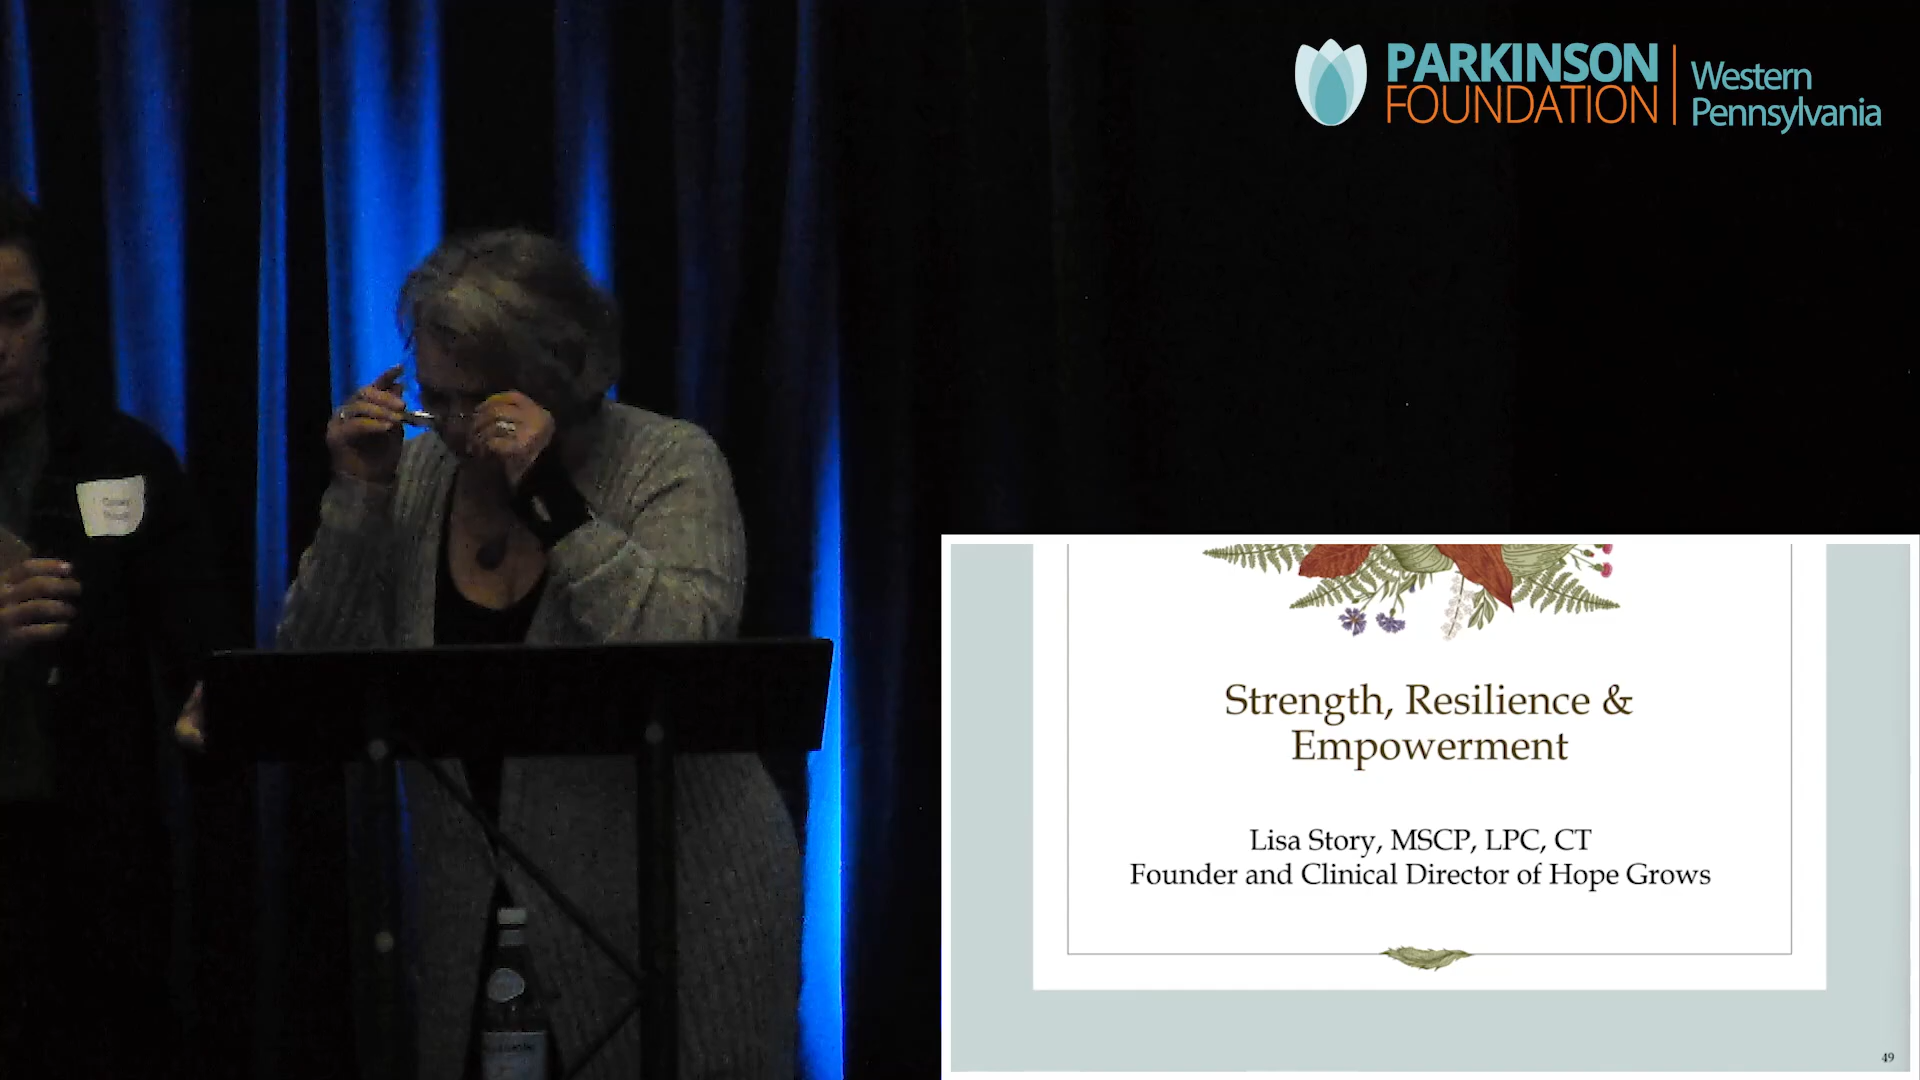 PARKINSON
FOUNDATION
Western
Pennsylvania
Strength, Resilience &
Empowerment
Lisa Story, MSCP, LPC, CT
Founder and Clinical Director of Hope Grows
49